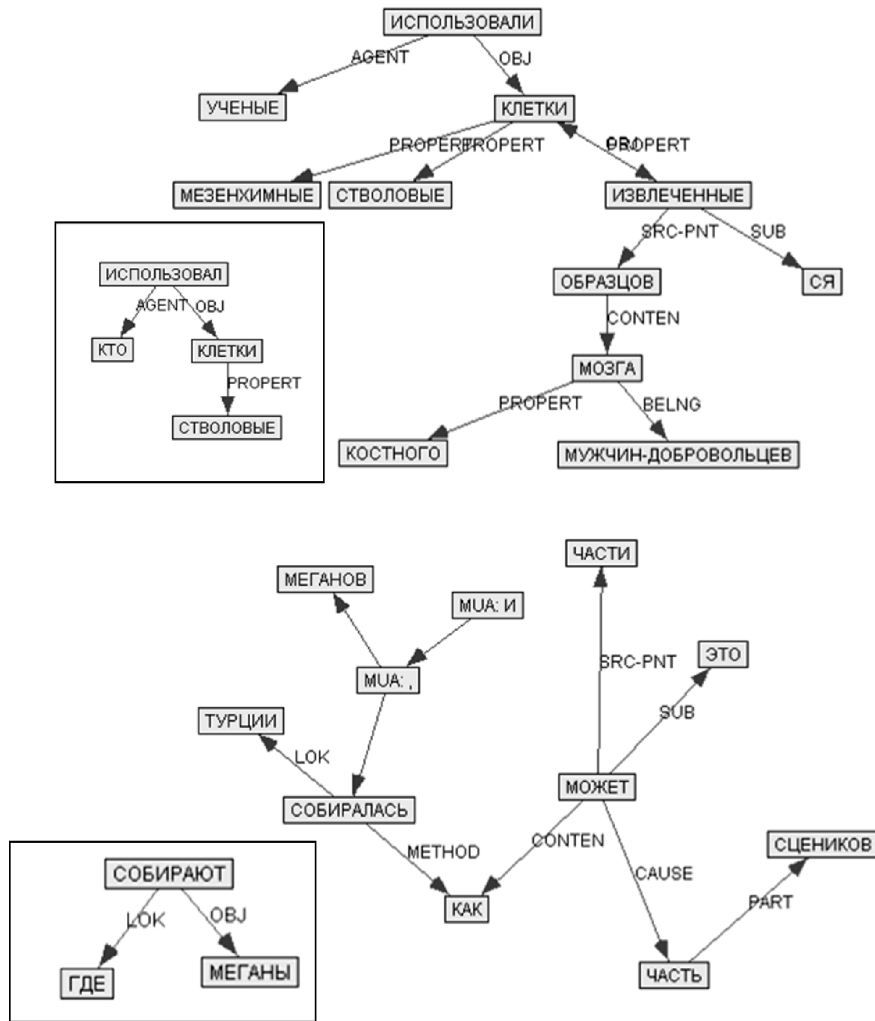 ИСПОЛЬЗОВАЛИ
AGENT
OBJ
УЧЕНЫЕ
КЛЕТКИ
PROPERT
PROPERT
PROPERT
МЕЗЕНХИМНЫЕ
СТВОЛОВЫЕ
ИЗВЛЕЧЕННЫЕ
SRC-PNT
SUB
ОБРАЗЦОВ
СЯ
CONTEN
МОЗГА
PROPERT
BELNG
КОСТНОГО
МУЖЧИН-ДОБРОВОЛЬЦЕВ
ИСПОЛЬЗОВАЛ
AGENT
OBJ
КТО
КЛЕТКИ
PROPERT
СТВОЛОВЫЕ
ЧАСТИ
МЕГАНОВ
MUA: И
SRC-PNT
ЭТО
MUA: ,
SUB
ТУРЦИИ
LOK
СОБИРАЛАСЬ
МОЖЕТ
METHOD
CONTEN
CAUSE
СЦЕНИКОВ
PART
КАК
ЧАСТЬ
СОБИРАЮТ
LOK
OBJ
ГДЕ
МЕГАНЫ